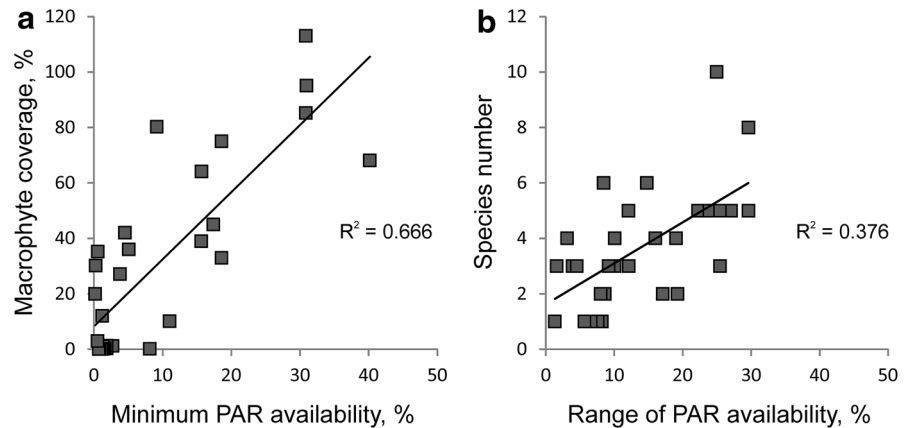 a
120
100
80
60
40
20
0
Macrophyte coverage, %
R² = 0.666
0 10 20 30 40 50
Minimum PAR availability, %
b
12
10
8
6
4
2
0
Species number
R² = 0.376
0 10 20 30 40 50
Range of PAR availability, %